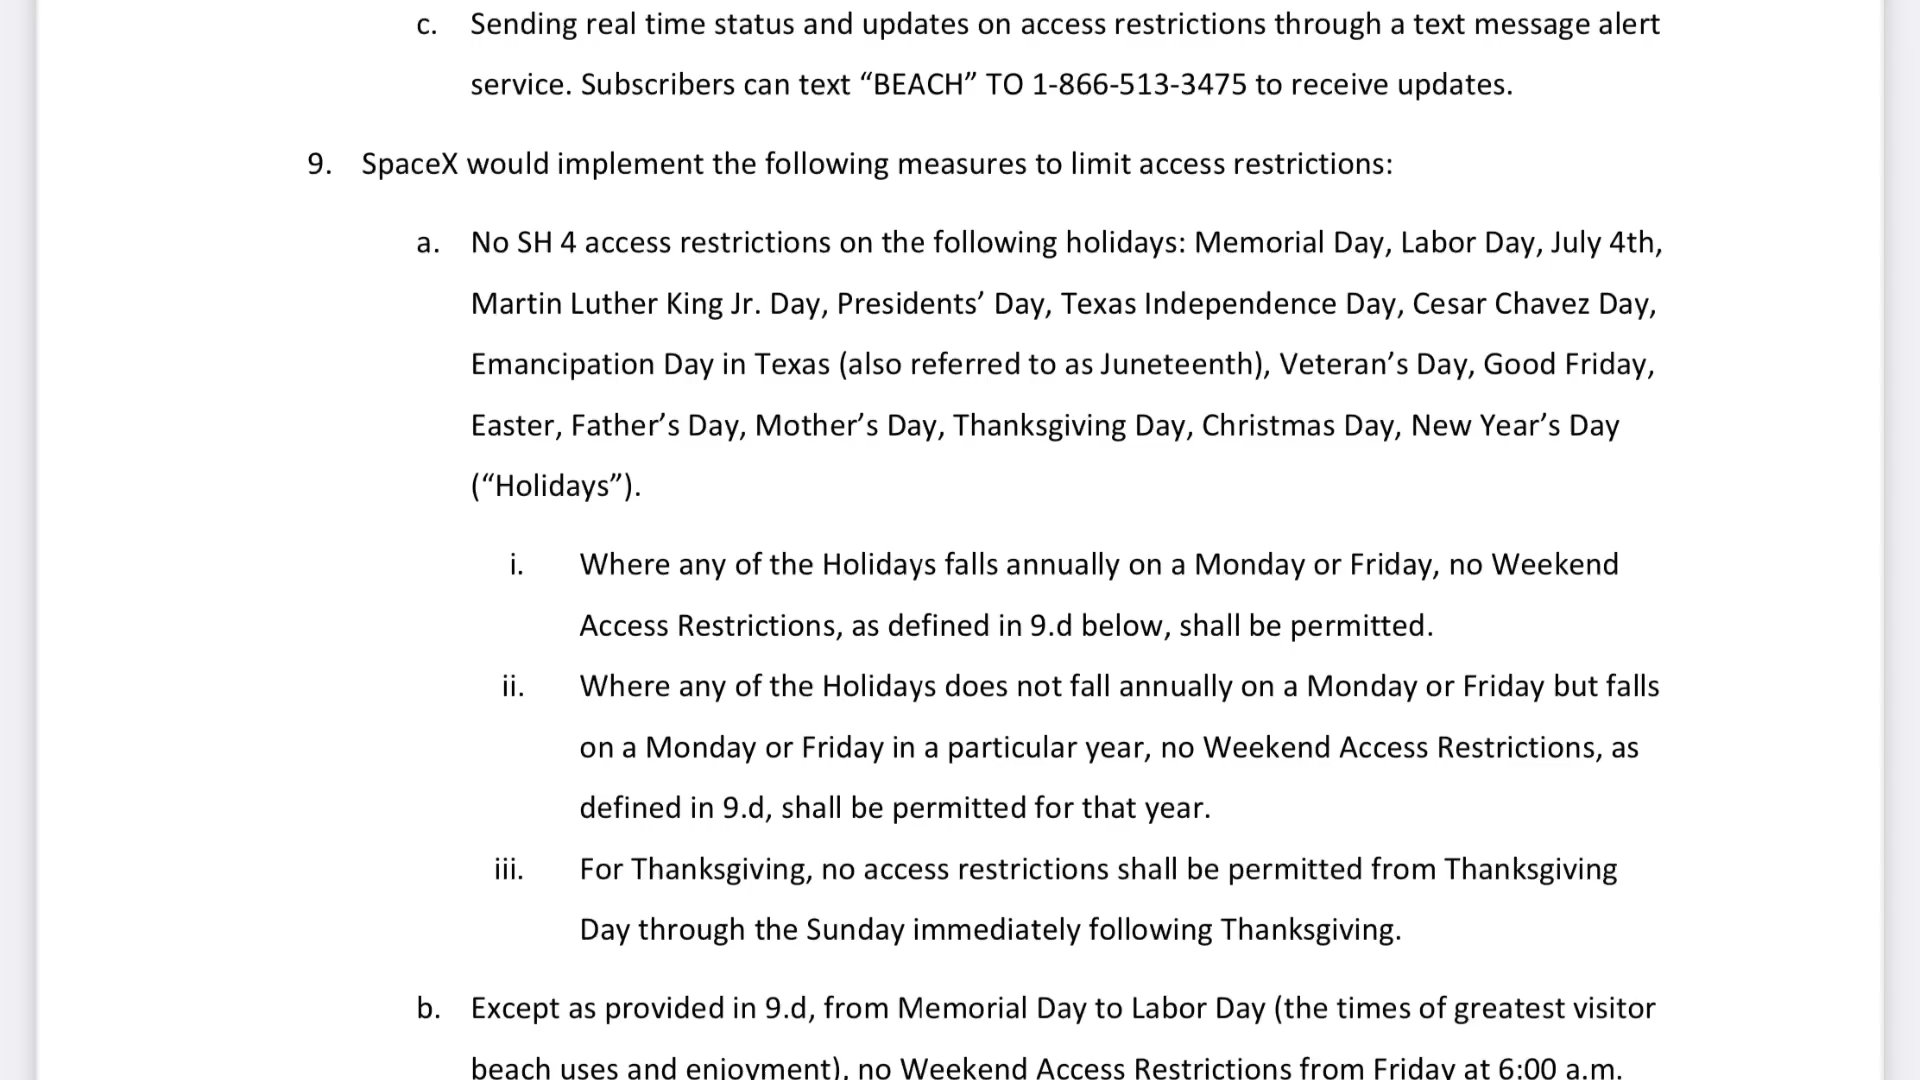 c. Sending real time status and updates on access restrictions through a text message alert
service. Subscribers can text “BEACH” TO 1-866-513-3475 to receive updates.
9. SpaceX would implement the following measures to limit access restrictions:
a. No SH 4 access restrictions on the following holidays: Memorial Day, Labor Day, July 4th,
Martin Luther King Jr. Day, Presidents’ Day, Texas Independence Day, Cesar Chavez Day,
Emancipation Day in Texas (also referred to as Juneteenth), Veteran’s Day, Good Friday,
Easter, Father’s Day, Mother’s Day, Thanksgiving Day, Christmas Day, New Year’s Day
(“Holidays”).
i. Where any of the Holidays falls annually on a Monday or Friday, no Weekend
Access Restrictions, as defined in 9.d below, shall be permitted.
ii. Where any of the Holidays does not fall annually on a Monday or Friday but falls
on a Monday or Friday in a particular year, no Weekend Access Restrictions, as
defined in 9.d, shall be permitted for that year.
iii. For Thanksgiving, no access restrictions shall be permitted from Thanksgiving
Day through the Sunday immediately following Thanksgiving.
b. Except as provided in 9.d, from Memorial Day to Labor Day (the times of greatest visitor
beach uses and enjoyment), no Weekend Access Restrictions from Friday at 6:00 a.m.